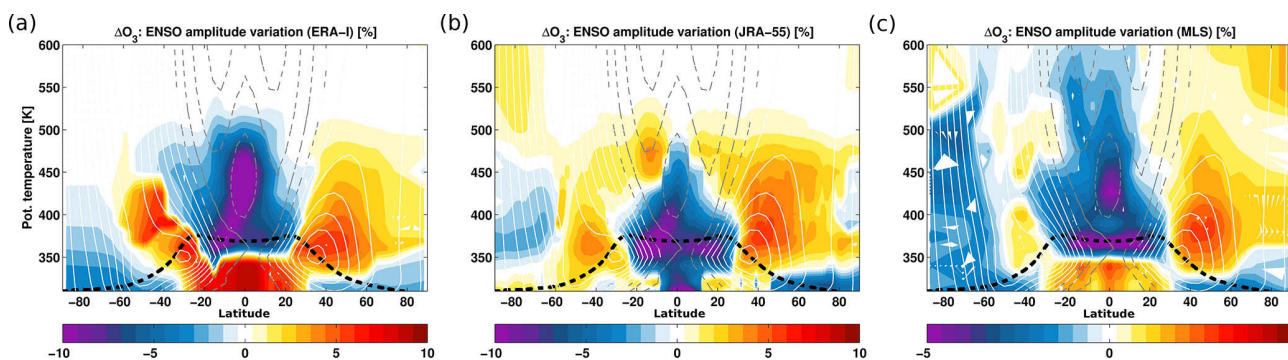 (a)
ΔO₃: ENSO amplitude variation (ERA-I) [%]
Pot. temperature [K]
600
550
500
450
400
350
−80 −60 −40 −20 0 20 40 60 80
Latitude
−10 −5 0 5 10
(b)
ΔO₃: ENSO amplitude variation (JRA-55) [%]
600
550
500
450
400
350
−80 −60 −40 −20 0 20 40 60 80
Latitude
−10 −5 0 5 10
(c)
ΔO₃: ENSO amplitude variation (MLS) [%]
600
550
500
450
400
350
−80 −60 −40 −20 0 20 40 60 80
Latitude
−5 0 5